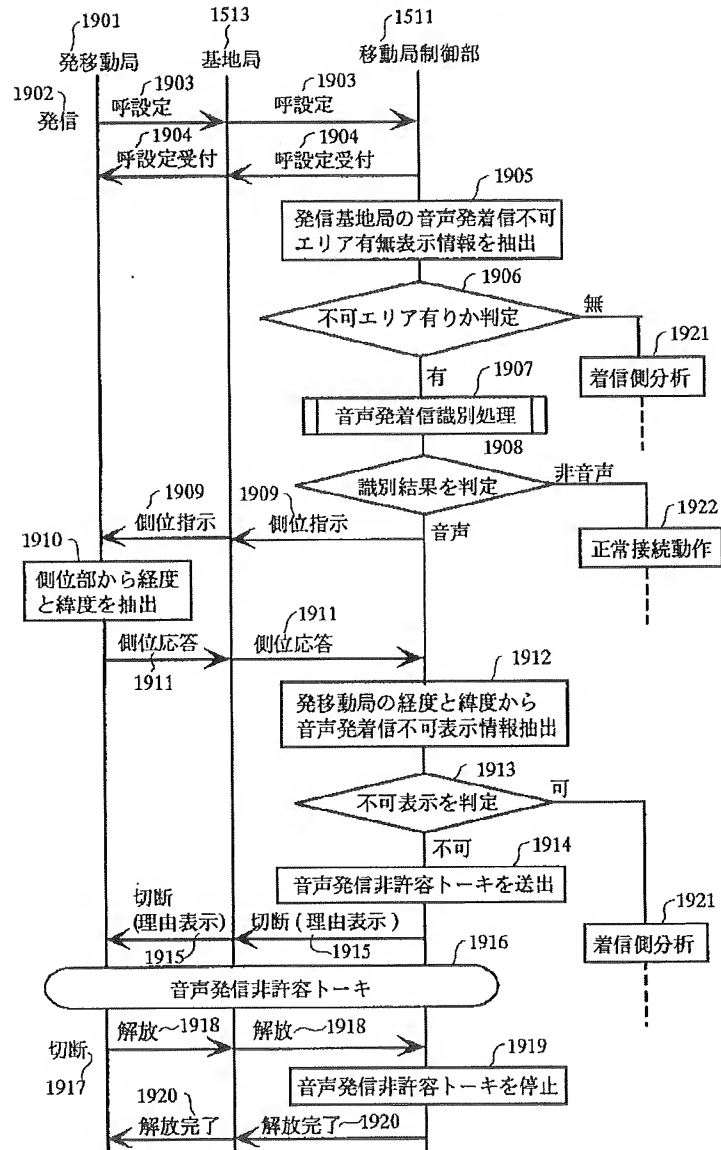 1901
1513
1511
発移動局
基地局
移動局制御部
1902
発信
1903
呼設定
1903
呼設定
1904
呼設定受付
1904
呼設定受付
1905
発信基地局の音声発着信不可
エリア有無表示情報を抽出
1906
不可エリア有りか判定
無
1921
着信側分析
有
1907
音声発着信識別処理
1908
識別結果を判定
非音声
1922
正常接続動作
音声
1909
側位指示
1909
側位指示
1910
側位部から経度
と緯度を抽出
側位応答
1911
1911
側位応答
1912
発移動局の経度と緯度から
音声発着信不可表示情報抽出
1913
不可表示を判定
可
不可
1914
音声発信非許容トーキを送出
1921
着信側分析
切断
(理由表示)
1915
切断(理由表示)
1915
1916
音声発信非許容トーキ
解放
1918
解放
1918
切断
1917
1919
音声発信非許容トーキを停止
1920
解放完了
解放完了
1920